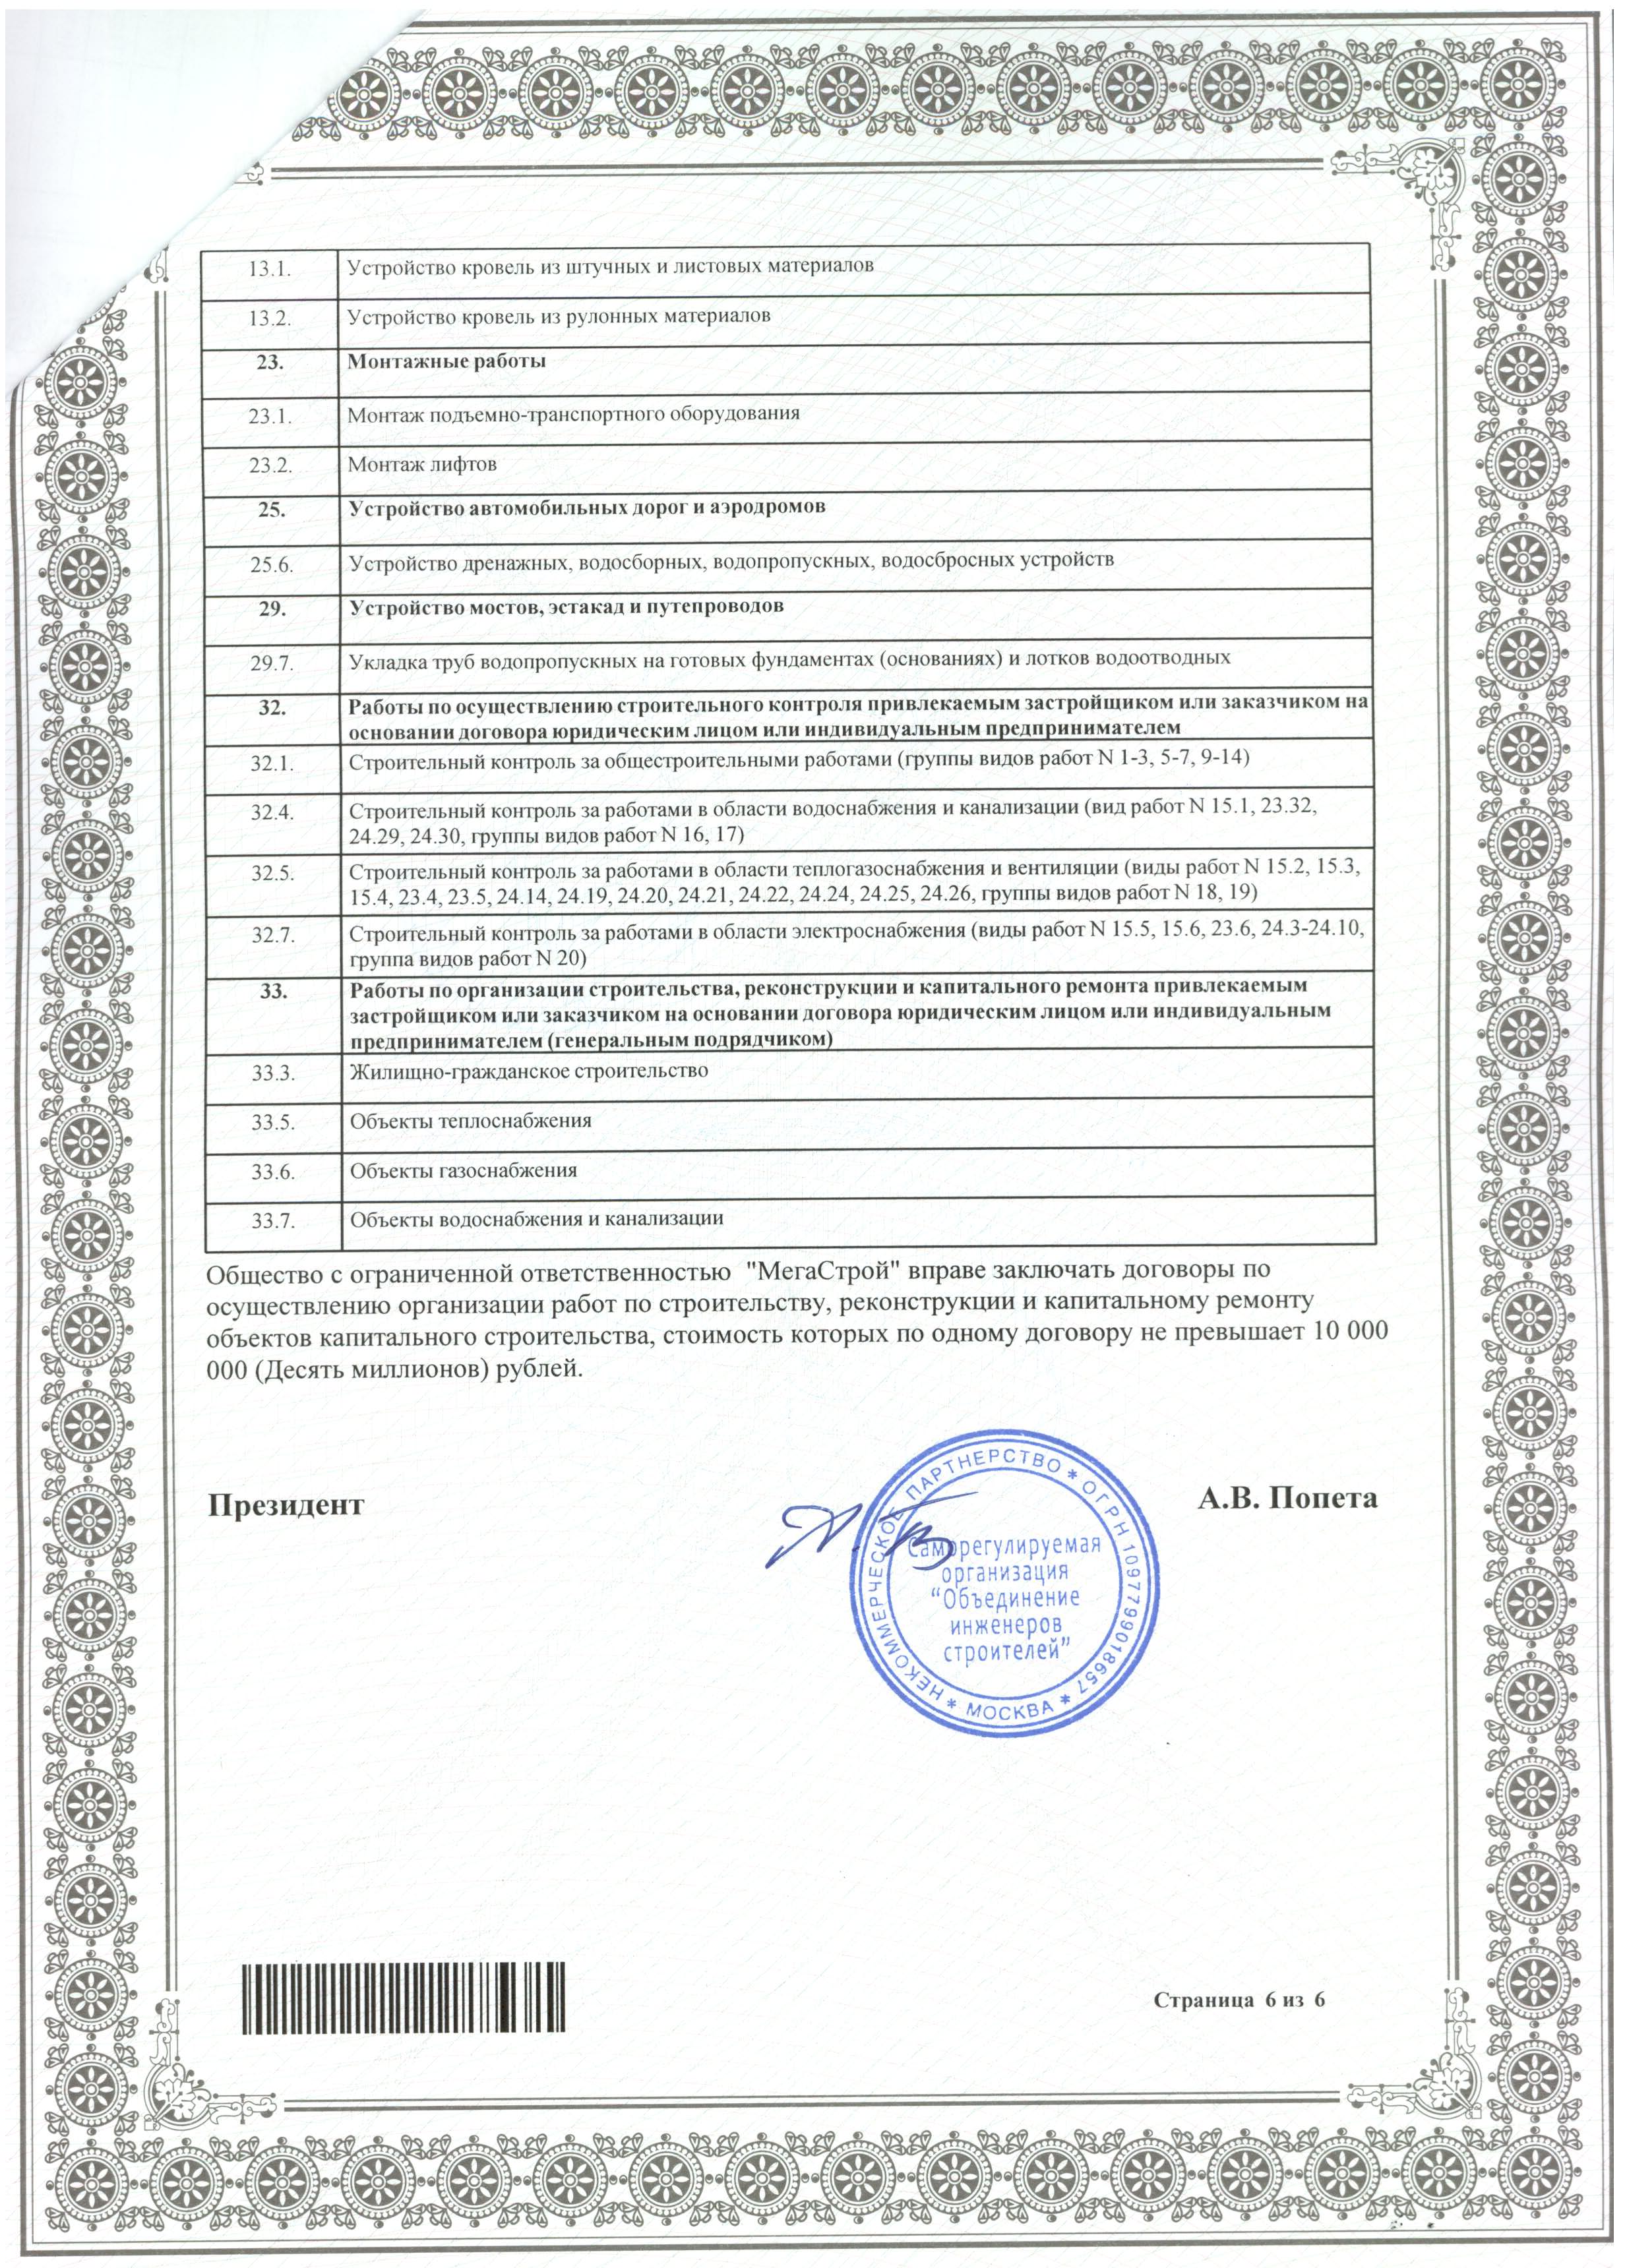 13.1. Устройство кровель из штучных и листовых материалов
13.2. Устройство кровель из рулонных материалов
23. Монтажные работы
23.1. Монтаж подъемно-транспортного оборудования
23.2. Монтаж лифтов
25. Устройство автомобильных дорог и аэродромов
25.6. Устройство дренажных, водосборных, водопропускных, водосбросных устройств
29. Устройство мостов, эстакад и путепроводов
29.7. Укладка труб водопропускных на готовых фундаментах (основаниях) и лотков водоотводных
32. Работы по осуществлению строительного контроля привлекаемым застройщиком или заказчиком на
основании договора юридическим лицом или индивидуальным предпринимателем
32.1. Строительный контроль за общестроительными работами (группы видов работ N 1-3, 5-7, 9-14)
32.4. Строительный контроль за работами в области водоснабжения и канализации (вид работ N 15.1, 23.32,
24.29, 24.30, группы видов работ N 16, 17)
32.5. Строительный контроль за работами в области теплогазоснабжения и вентиляции (виды работ N 15.2, 15.3,
15.4, 23.4, 23.5, 24.14, 24.19, 24.20, 24.21, 24.22, 24.24, 24.25, 24.26, группы видов работ N 18, 19)
32.7. Строительный контроль за работами в области электроснабжения (виды работ N 15.5, 15.6, 23.6, 24.3-24.10,
группа видов работ N 20)
33. Работы по организации строительства, реконструкции и капитального ремонта привлекаемым
застройщиком или заказчиком на основании договора юридическим лицом или индивидуальным
предпринимателем (генеральным подрядчиком)
33.3. Жилищно-гражданское строительство
33.5. Объекты теплоснабжения
33.6. Объекты газоснабжения
33.7. Объекты водоснабжения и канализации
Общество с ограниченной ответственностью "МегаСтрой" вправе заключать договоры по
осуществлению организации работ по строительству, реконструкции и капитальному ремонту
объектов капитального строительства, стоимость которых по одному договору не превышает 10 000
000 (Десять миллионов) рублей.
Президент
А.В. Попета
НЕКОММЕРЧЕСКОЕ ПАРТНЕРСТВО * ОГРН 1097799018657 * МОСКВА *
Саморегулируемая
организация
“Объединение
инженеров
строителей”
Страница 6 из 6